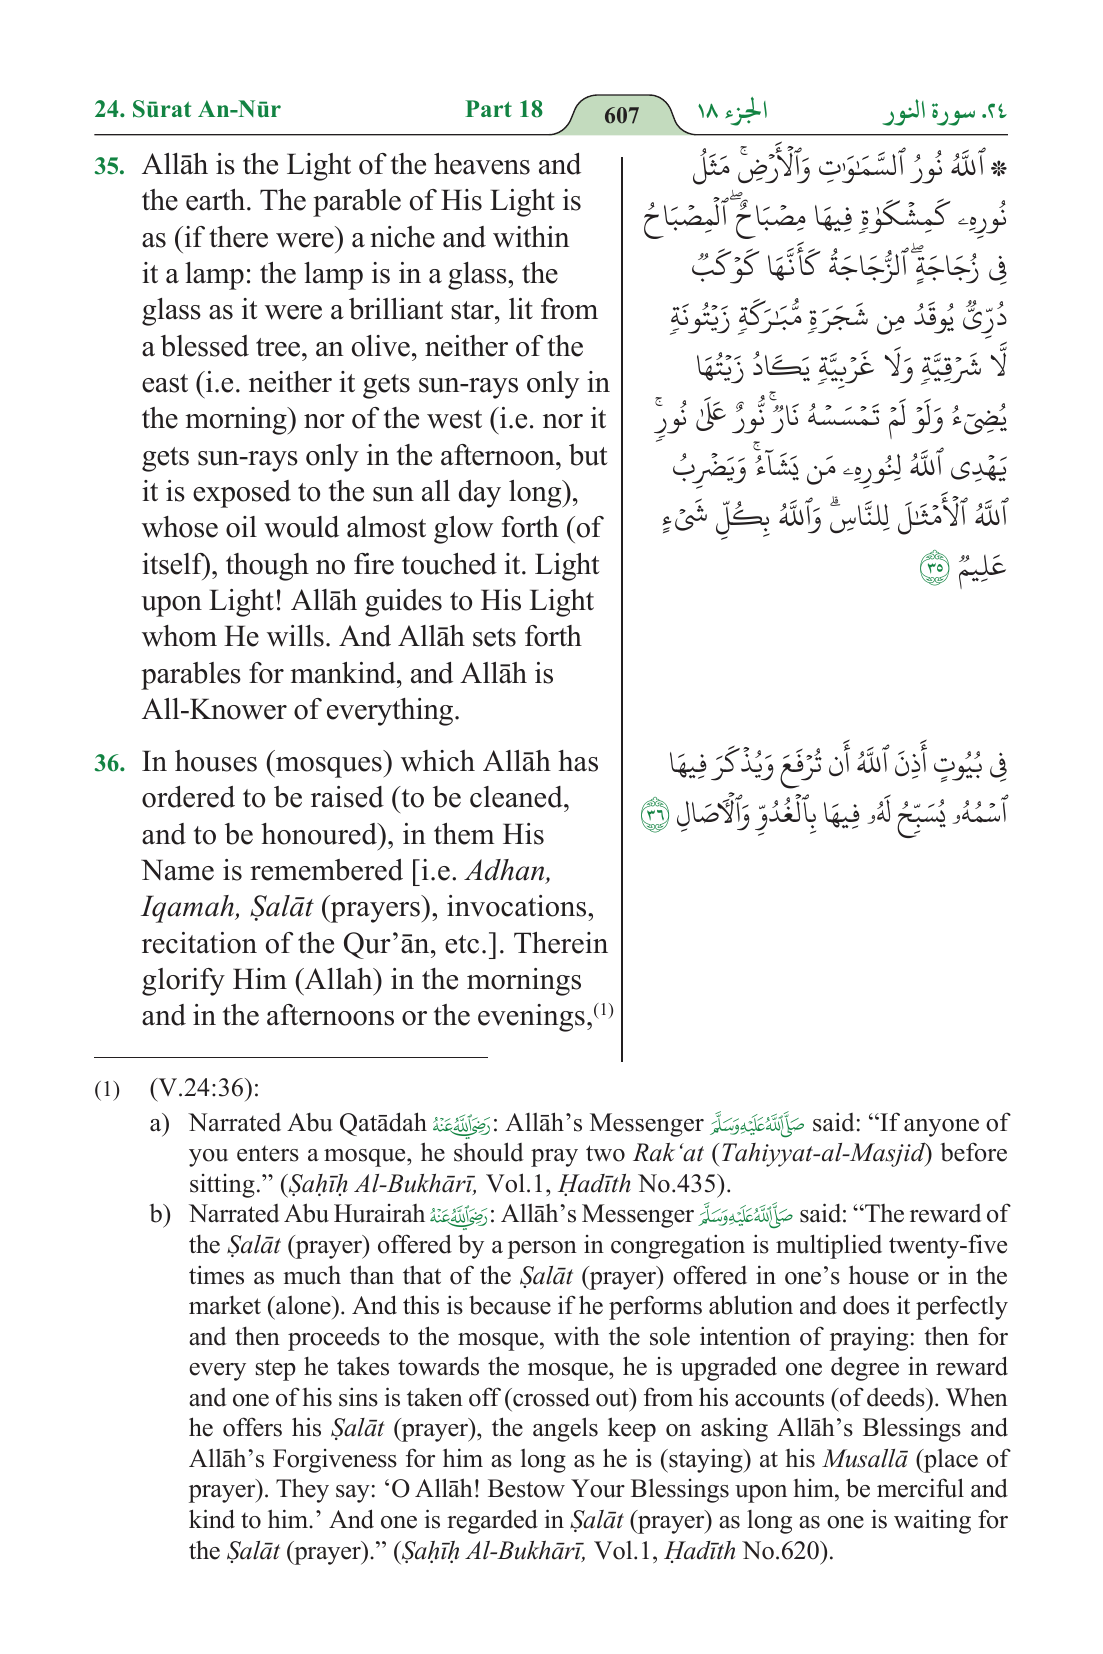 24. Sūrat An-Nūr
Part 18
607
الجزء ١٨
٢٤. سورة النور
35. Allāh is the Light of the heavens and
the earth. The parable of His Light is
as (if there were) a niche and within
it a lamp: the lamp is in a glass, the
glass as it were a brilliant star, lit from
a blessed tree, an olive, neither of the
east (i.e. neither it gets sun-rays only in
the morning) nor of the west (i.e. nor it
gets sun-rays only in the afternoon, but
it is exposed to the sun all day long),
whose oil would almost glow forth (of
itself), though no fire touched it. Light
upon Light! Allāh guides to His Light
whom He wills. And Allāh sets forth
parables for mankind, and Allāh is
All-Knower of everything.
۞ ٱللَّهُ نُورُ ٱلسَّمَـٰوَٰتِ وَٱلْأَرْضِ ۚ مَثَلُ
نُورِهِۦ كَمِشْكَوٰةٍ فِيهَا مِصْبَاحٌ ۖ ٱلْمِصْبَاحُ
فِى زُجَاجَةٍ ۖ ٱلزُّجَاجَةُ كَأَنَّهَا كَوْكَبٌ
دُرِّىٌّ يُوقَدُ مِن شَجَرَةٍ مُّبَـٰرَكَةٍ زَيْتُونَةٍ
لَّا شَرْقِيَّةٍ وَلَا غَرْبِيَّةٍ يَكَادُ زَيْتُهَا
يُضِىٓءُ وَلَوْ لَمْ تَمْسَسْهُ نَارٌ ۚ نُّورٌ عَلَىٰ نُورٍ ۗ
يَهْدِى ٱللَّهُ لِنُورِهِۦ مَن يَشَآءُ ۚ وَيَضْرِبُ
ٱللَّهُ ٱلْأَمْثَـٰلَ لِلنَّاسِ ۗ وَٱللَّهُ بِكُلِّ شَىْءٍ
عَلِيمٌ ٣٥
36. In houses (mosques) which Allāh has
ordered to be raised (to be cleaned,
and to be honoured), in them His
Name is remembered [i.e. Adhan,
Iqamah, Ṣalāt (prayers), invocations,
recitation of the Qur’ān, etc.]. Therein
glorify Him (Allah) in the mornings
and in the afternoons or the evenings,(1)
فِى بُيُوتٍ أَذِنَ ٱللَّهُ أَن تُرْفَعَ وَيُذْكَرَ فِيهَا
ٱسْمُهُۥ يُسَبِّحُ لَهُۥ فِيهَا بِٱلْغُدُوِّ وَٱلْـَٔاصَالِ ٣٦
(1) (V.24:36):
a) Narrated Abu Qatādah رَضِيَ ٱللَّهُ عَنْهُ: Allāh’s Messenger صَلَّى ٱللَّهُ عَلَيْهِ وَسَلَّمَ said: “If anyone of
you enters a mosque, he should pray two Rak‘at (Tahiyyat-al-Masjid) before
sitting.” (Ṣaḥīḥ Al-Bukhārī, Vol.1, Ḥadīth No.435).
b) Narrated Abu Hurairah رَضِيَ ٱللَّهُ عَنْهُ: Allāh’s Messenger صَلَّى ٱللَّهُ عَلَيْهِ وَسَلَّمَ said: “The reward of
the Ṣalāt (prayer) offered by a person in congregation is multiplied twenty-five
times as much than that of the Ṣalāt (prayer) offered in one’s house or in the
market (alone). And this is because if he performs ablution and does it perfectly
and then proceeds to the mosque, with the sole intention of praying: then for
every step he takes towards the mosque, he is upgraded one degree in reward
and one of his sins is taken off (crossed out) from his accounts (of deeds). When
he offers his Ṣalāt (prayer), the angels keep on asking Allāh’s Blessings and
Allāh’s Forgiveness for him as long as he is (staying) at his Musallā (place of
prayer). They say: ‘O Allāh! Bestow Your Blessings upon him, be merciful and
kind to him.’ And one is regarded in Ṣalāt (prayer) as long as one is waiting for
the Ṣalāt (prayer).” (Ṣaḥīḥ Al-Bukhārī, Vol.1, Ḥadīth No.620).